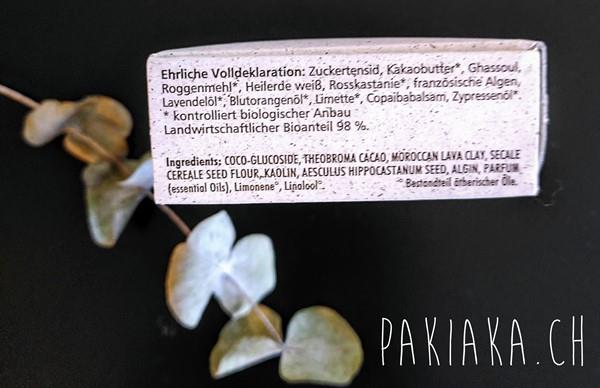 Ehrliche Volldeklaration: Zuckertensid, Kakaobutter*, Ghassoul,
Roggenmehl*, Heilerde weiß, Rosskastanie*, französische Algen,
Lavendelöl*, Blutorangenöl*, Limette*, Copaibabalsam, Zypressenöl*
* kontrolliert biologischer Anbau
Landwirtschaftlicher Bioanteil 98 %.
Ingredients: COCO-GLUCOSIDE, THEOBROMA CACAO, MOROCCAN LAVA CLAY, SECALE
CEREALE SEED FLOUR, KAOLIN, AESCULUS HIPPOCASTANUM SEED, ALGIN, PARFUM
(essential Oils), Limonene°, Linalool°.
° Bestandteil ätherischer Öle.
PAKIAKA.CH